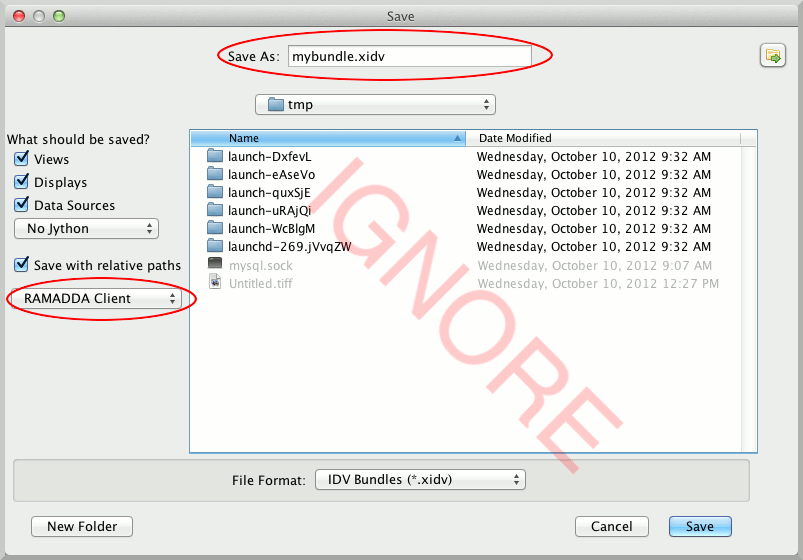 Save
Save As: mybundle.xidv
tmp
What should be saved?
Views
Displays
Data Sources
No Jython
Save with relative paths
RAMADDA Client
Name Date Modified
launch-DxfevL Wednesday, October 10, 2012 9:32 AM
launch-eAseVo Wednesday, October 10, 2012 9:32 AM
launch-quxSjE Wednesday, October 10, 2012 9:32 AM
launch-uRAjQi Wednesday, October 10, 2012 9:32 AM
launch-WcBlgM Wednesday, October 10, 2012 9:32 AM
launchd-269.jVvqZW Wednesday, October 10, 2012 9:32 AM
mysql.sock Wednesday, October 10, 2012 9:07 AM
Untitled.tiff Wednesday, October 10, 2012 12:27 PM
IGNORE
File Format: IDV Bundles (*.xidv)
New Folder Cancel Save